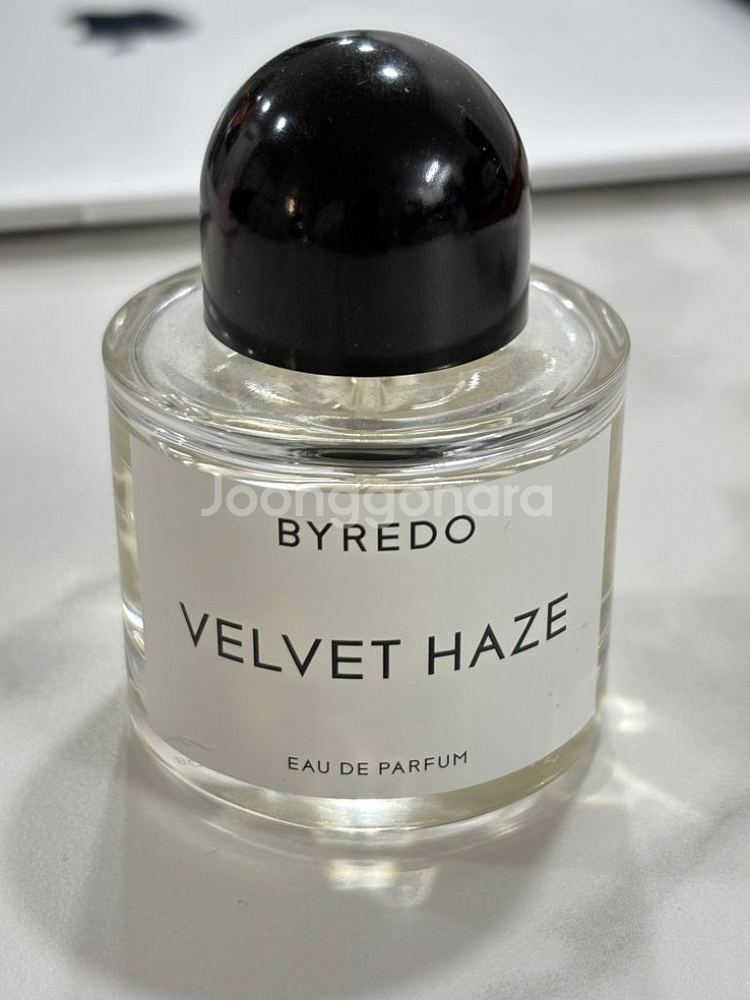 Joonggonara
BYREDO
VELVET HAZE
EAU DE PARFUM